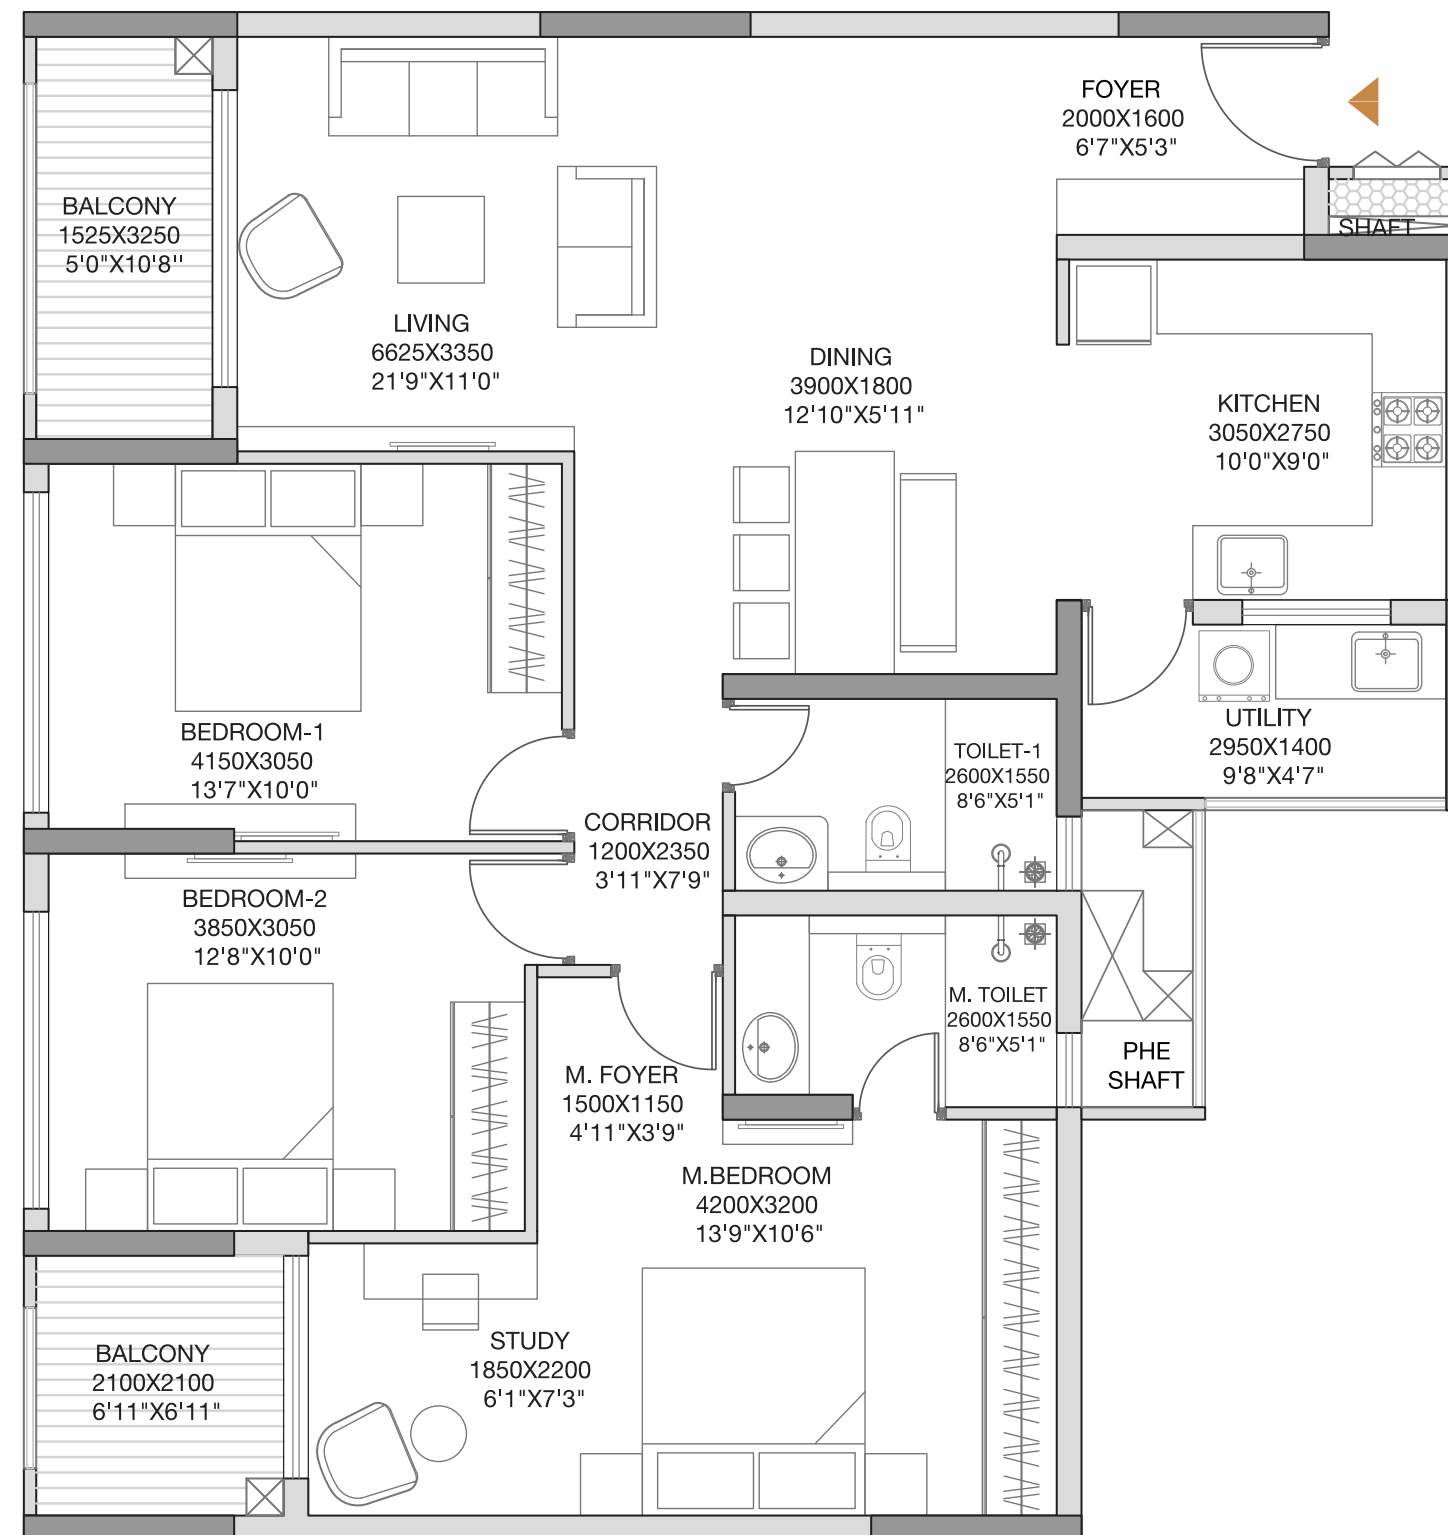 FOYER
2000X1600
6'7"X5'3"
SHAFT
BALCONY
1525X3250
5'0"X10'8"
LIVING
6625X3350
21'9"X11'0"
DINING
3900X1800
12'10"X5'11"
KITCHEN
3050X2750
10'0"X9'0"
BEDROOM-1
4150X3050
13'7"X10'0"
TOILET-1
2600X1550
8'6"X5'1"
UTILITY
2950X1400
9'8"X4'7"
CORRIDOR
1200X2350
3'11"X7'9"
BEDROOM-2
3850X3050
12'8"X10'0"
M. TOILET
2600X1550
8'6"X5'1"
PHE
SHAFT
M. FOYER
1500X1150
4'11"X3'9"
M.BEDROOM
4200X3200
13'9"X10'6"
STUDY
1850X2200
6'1"X7'3"
BALCONY
2100X2100
6'11"X6'11"